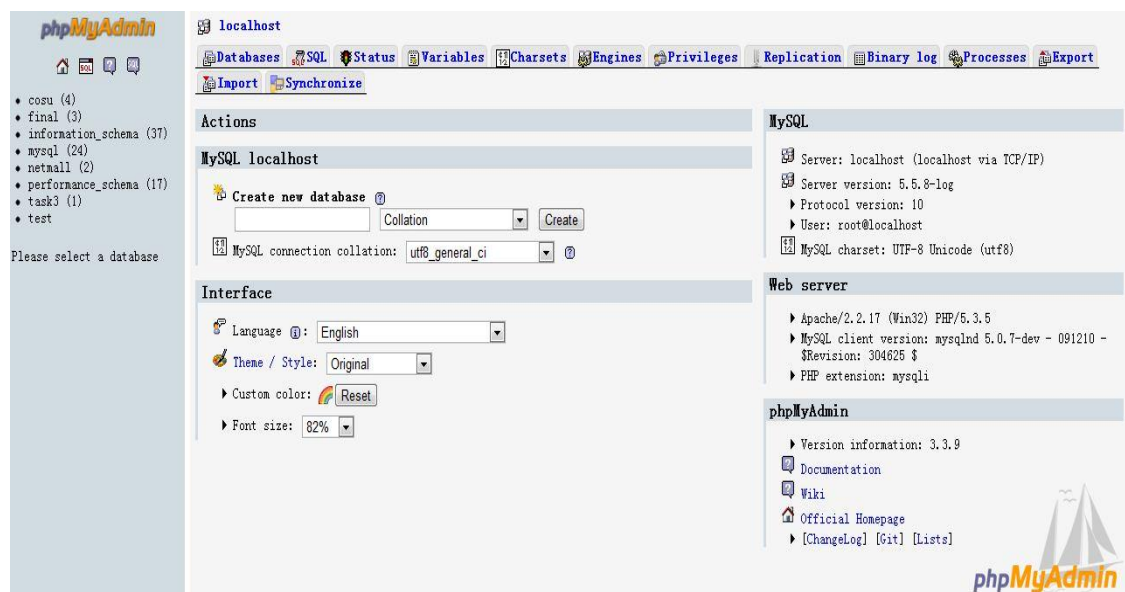 phpMyAdmin
cosu (4)
final (3)
information_schema (37)
mysql (24)
netmall (2)
performance_schema (17)
task3 (1)
test
Please select a database
localhost
Databases SQL Status Variables Charsets Engines Privileges Replication Binary log Processes Export
Import Synchronize
Actions
MySQL localhost
Create new database
Collation Create
MySQL connection collation: utf8_general_ci
Interface
Language : English
Theme / Style: Original
Custom color: Reset
Font size: 82%
MySQL
Server: localhost (localhost via TCP/IP)
Server version: 5.5.8-log
Protocol version: 10
User: root@localhost
MySQL charset: UTF-8 Unicode (utf8)
Web server
Apache/2.2.17 (Win32) PHP/5.3.5
MySQL client version: mysqlnd 5.0.7-dev - 091210 -
$Revision: 304625 $
PHP extension: mysqli
phpMyAdmin
Version information: 3.3.9
Documentation
Wiki
Official Homepage
[ChangeLog] [Git] [Lists]
phpMyAdmin